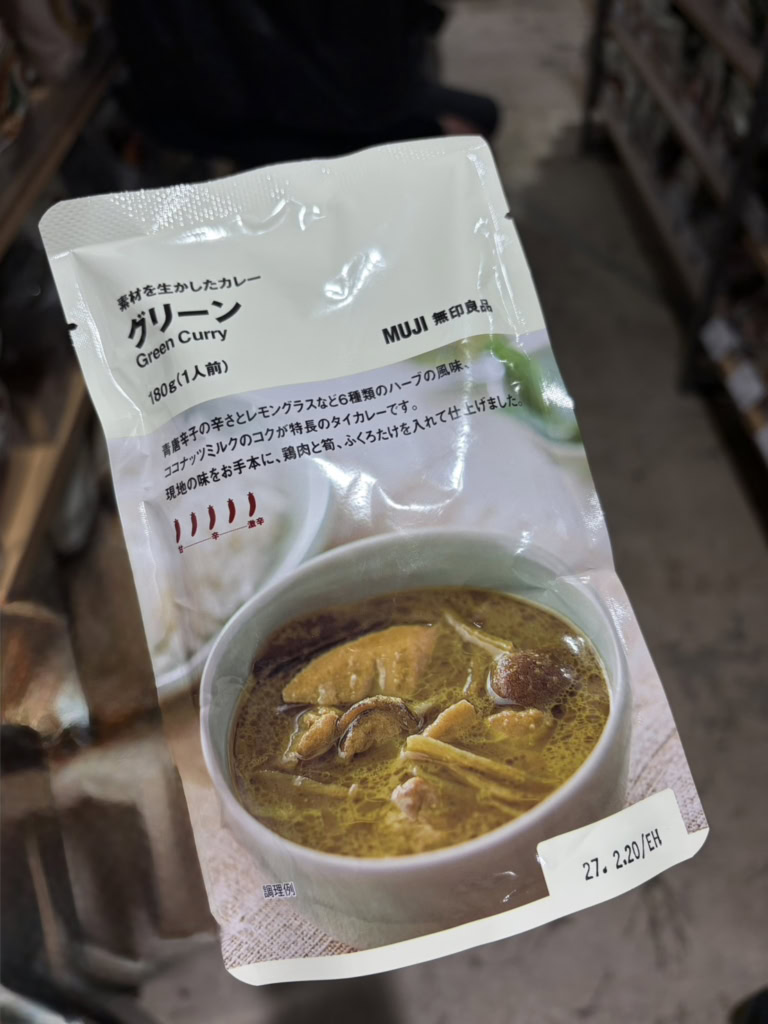 素材を生かしたカレー
グリーン
Green Curry
180g(1人前)
MUJI 無印良品
青唐辛子の辛さとレモングラスなど6種類のハーブの風味、
ココナッツミルクのコクが特長のタイカレーです。
現地の味をお手本に、鶏肉と筍、ふくろたけを入れて仕上げました。
甘 辛 激辛
調理例
27. 2.20/EH